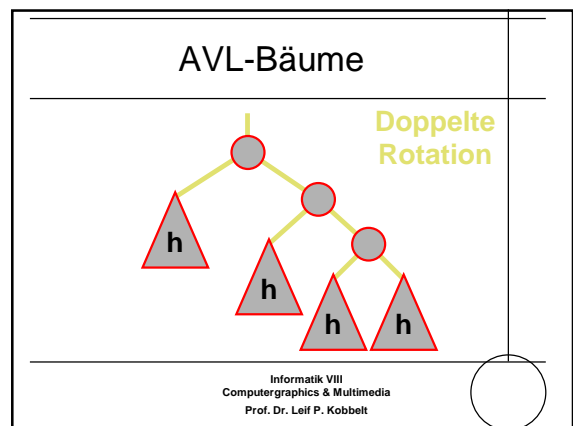 AVL-Bäume
Doppelte
Rotation
h
h
h
h
Informatik VIII
Computergraphics & Multimedia
Prof. Dr. Leif P. Kobbelt